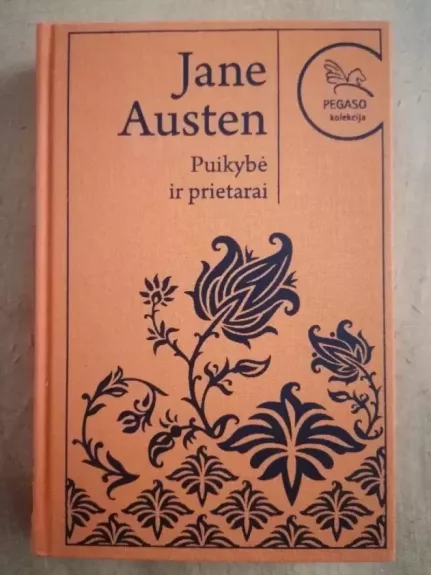 Jane
Austen
Puikybė
ir prietarai
PEGASO
kolekcija